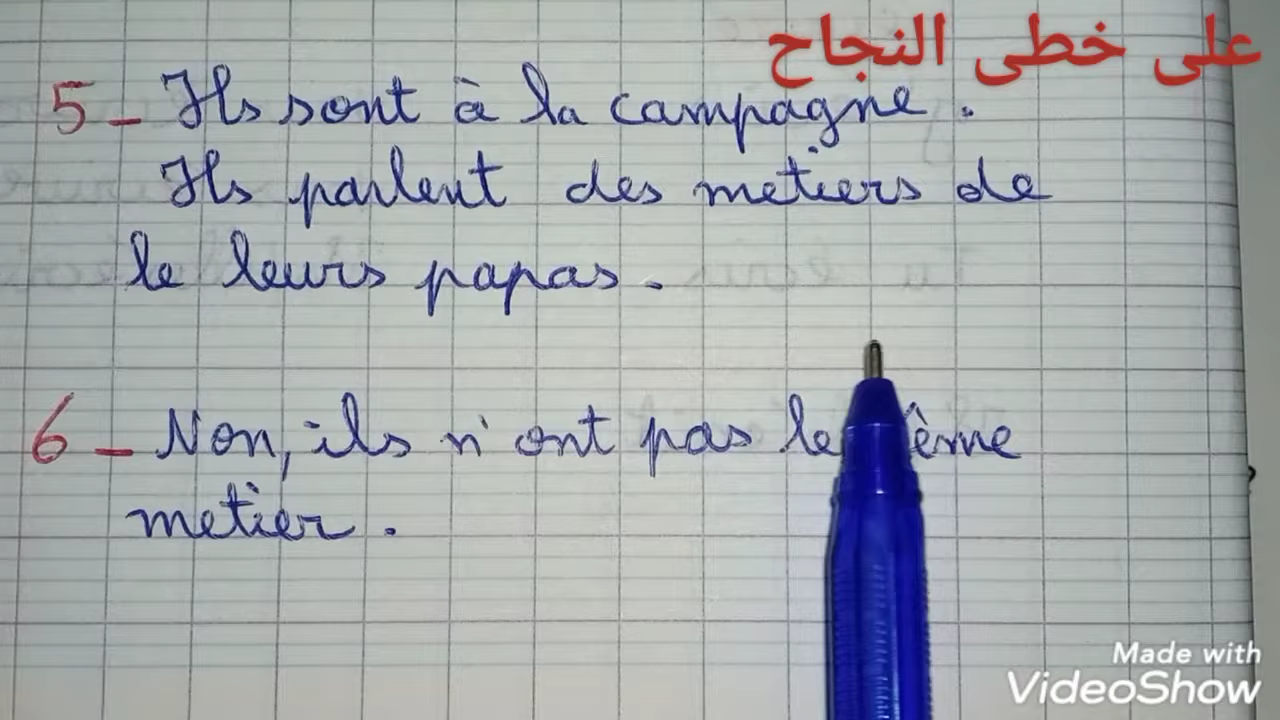 على خطى النجاح
5 - Ils sont à la campagne.
Ils parlent des metiers de
le leurs papas.
6 - Non, ils n'ont pas le
metier.
Made with
VideoShow